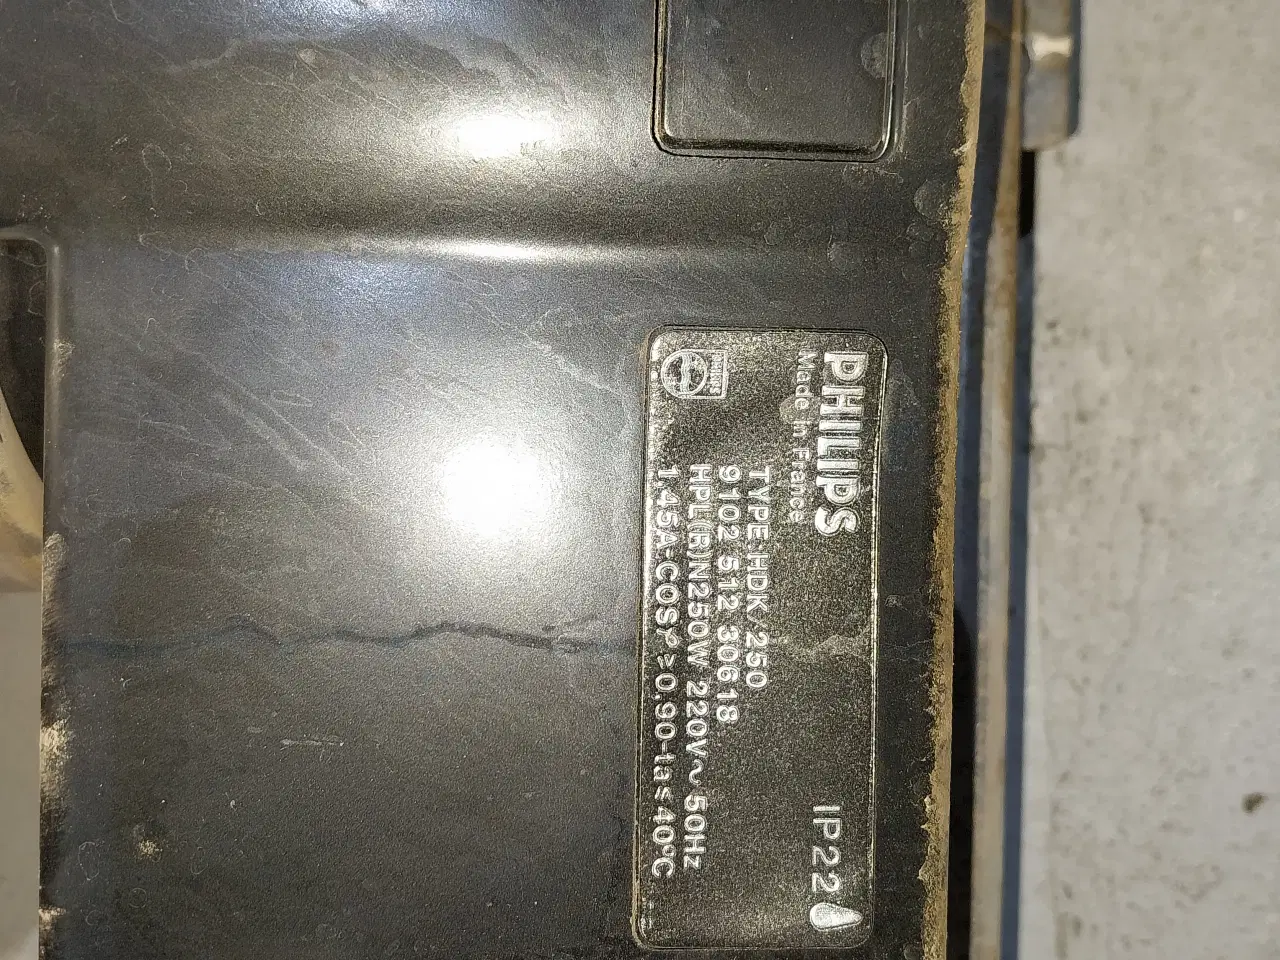 PHILIPS IP22
Made in France
TYPE HDK/250
9102 512 30618
HPL(R)N250W 220V~ 50Hz
1.45A-COSφ ≥0.90-ta≤40°C
PHILIPS